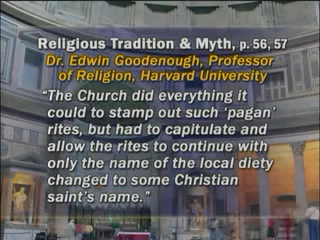 Religious Tradition & Myth, p. 56, 57
Dr. Edwin Goodenough, Professor
of Religion, Harvard University
“The Church did everything it
could to stamp out such ‘pagan’
rites, but had to capitulate and
allow the rites to continue with
only the name of the local diety
changed to some Christian
saint’s name.”